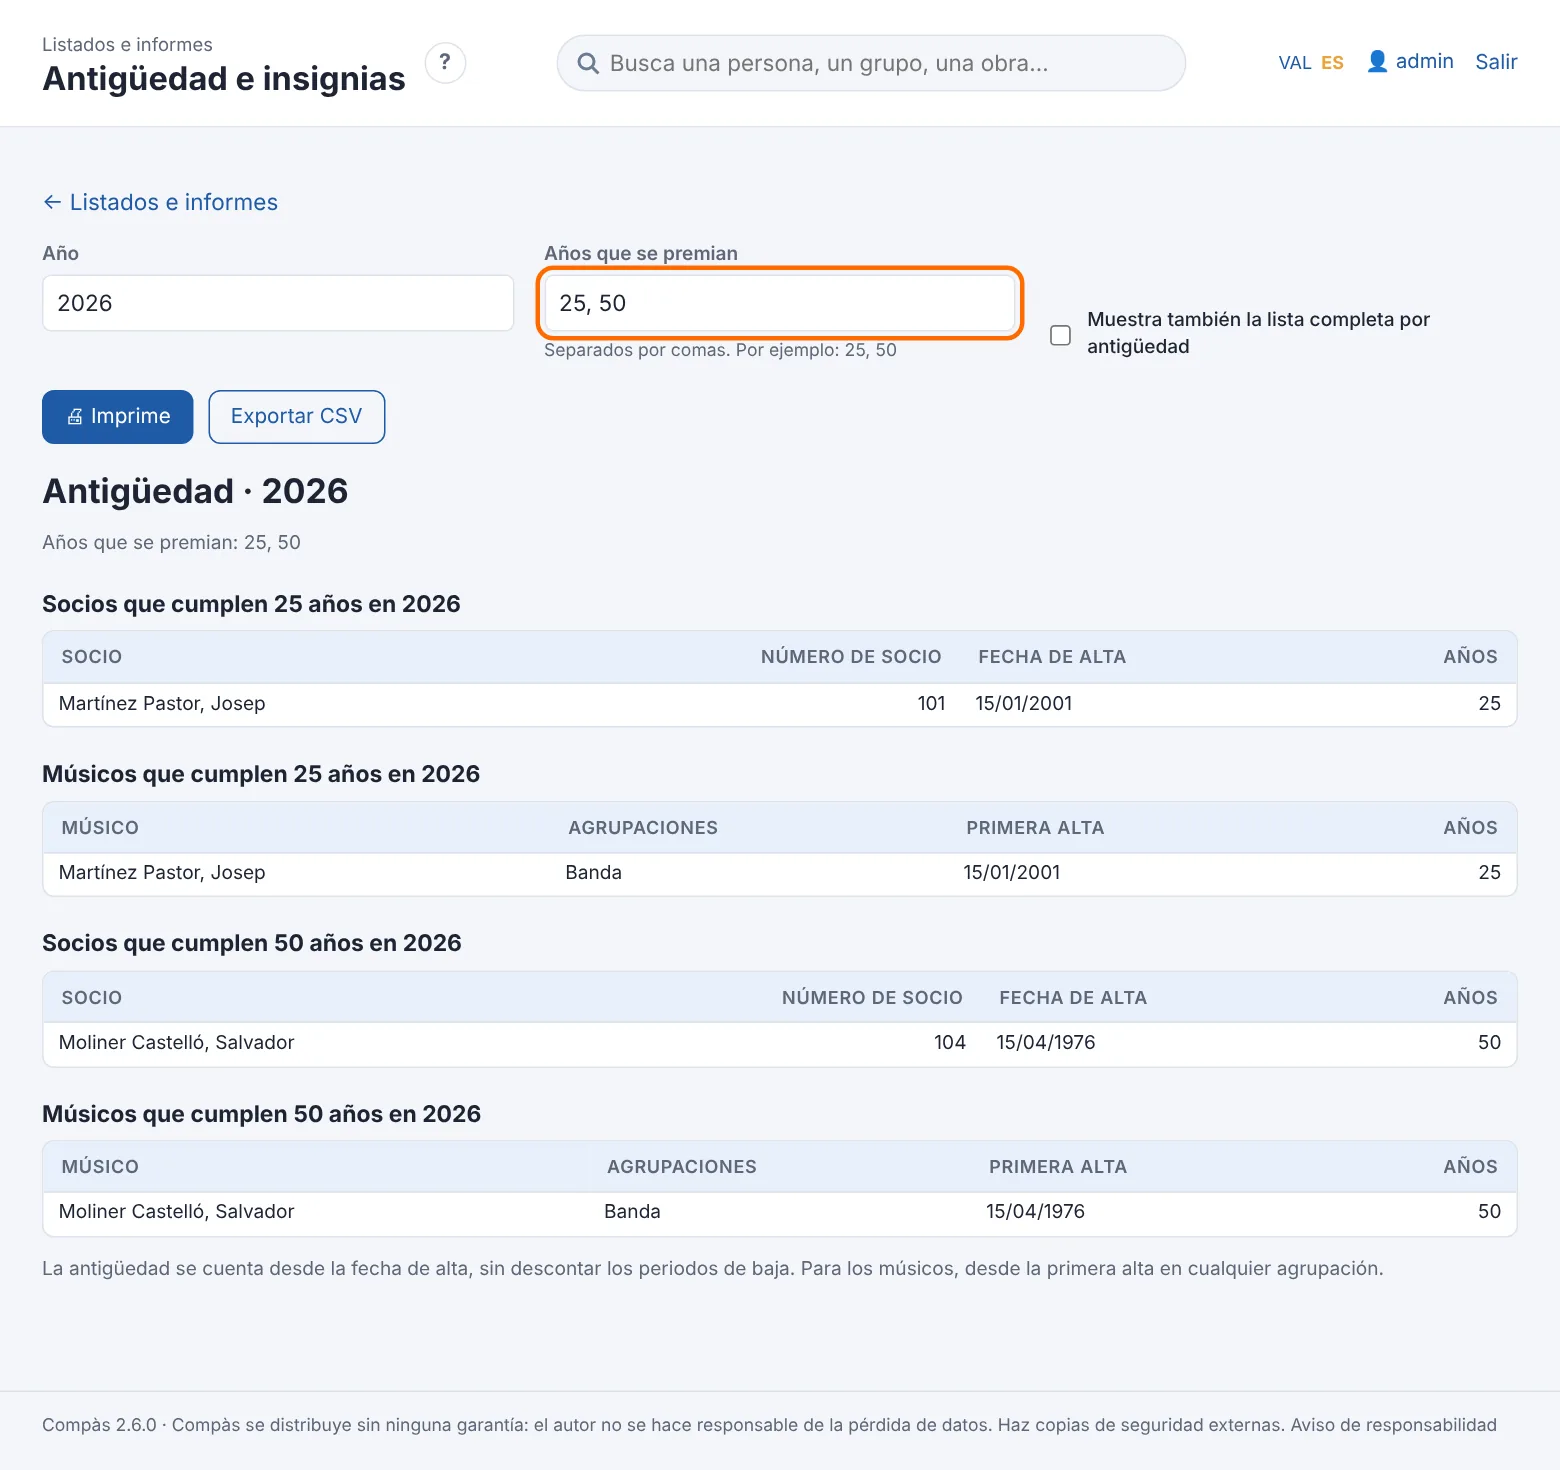 Listados e informes
Antigüedad e insignias
?
Busca una persona, un grupo, una obra...
VAL ES
admin
Salir
← Listados e informes
Año
2026
Años que se premian
25, 50
Separados por comas. Por ejemplo: 25, 50
Muestra también la lista completa por
antigüedad
Imprime
Exportar CSV
Antigüedad · 2026
Años que se premian: 25, 50
Socios que cumplen 25 años en 2026
SOCIO NÚMERO DE SOCIO FECHA DE ALTA AÑOS
Martínez Pastor, Josep 101 15/01/2001 25
Músicos que cumplen 25 años en 2026
MÚSICO AGRUPACIONES PRIMERA ALTA AÑOS
Martínez Pastor, Josep Banda 15/01/2001 25
Socios que cumplen 50 años en 2026
SOCIO NÚMERO DE SOCIO FECHA DE ALTA AÑOS
Moliner Castelló, Salvador 104 15/04/1976 50
Músicos que cumplen 50 años en 2026
MÚSICO AGRUPACIONES PRIMERA ALTA AÑOS
Moliner Castelló, Salvador Banda 15/04/1976 50
La antigüedad se cuenta desde la fecha de alta, sin descontar los periodos de baja. Para los músicos, desde la primera alta en cualquier agrupación.
Compàs 2.6.0 · Compàs se distribuye sin ninguna garantía: el autor no se hace responsable de la pérdida de datos. Haz copias de seguridad externas. Aviso de responsabilidad